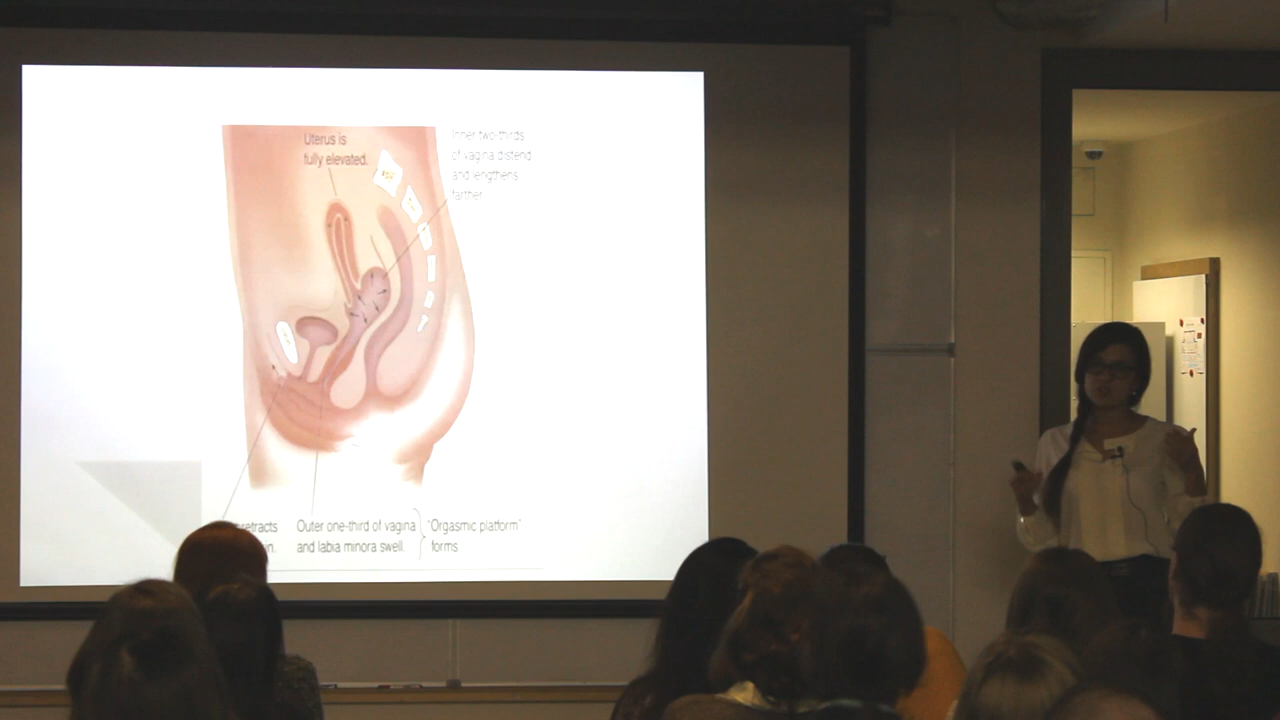 Uterus is
fully elevated.
Inner two-thirds
of vagina distend
and lengthens
farther
retracts
in.
Outer one-third of vagina
and labia minora swell.
"Orgasmic platform"
forms